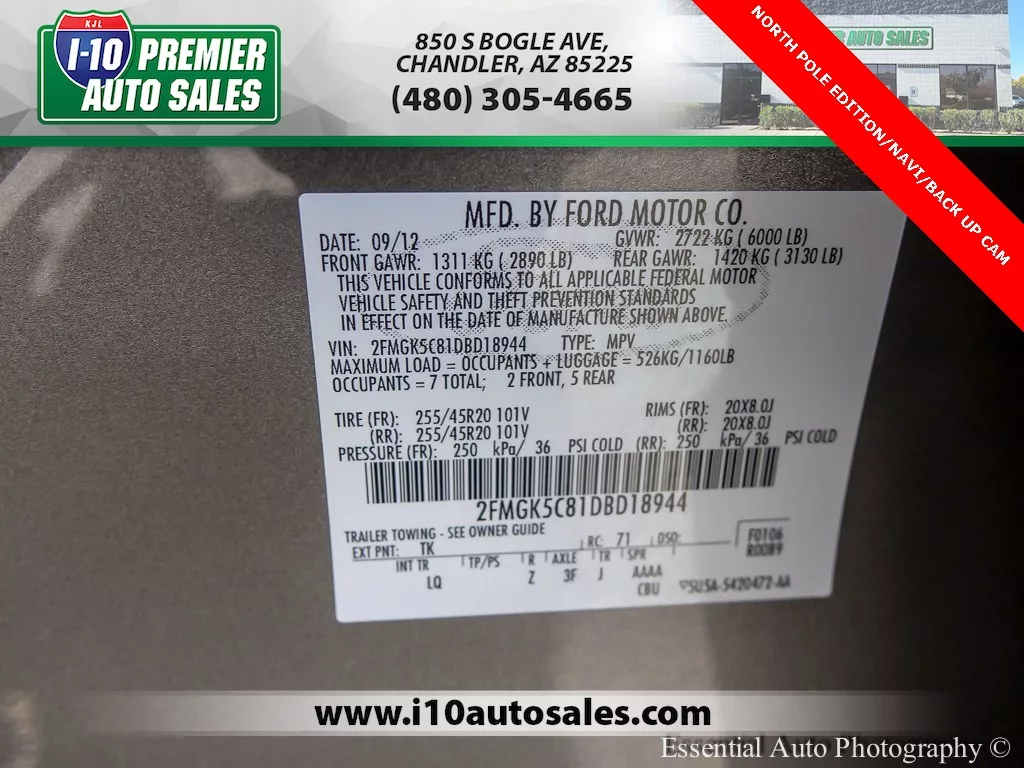 KJL
I-10 PREMIER
AUTO SALES
850 S BOGLE AVE,
CHANDLER, AZ 85225
(480) 305-4665
AUTO SALES
NORTH POLE EDITION/NAVI/BACK UP CAM
MFD. BY FORD MOTOR CO.
DATE: 09/12 GVWR: 2722 KG ( 6000 LB)
FRONT GAWR: 1311 KG ( 2890 LB) REAR GAWR: 1420 KG ( 3130 LB)
THIS VEHICLE CONFORMS TO ALL APPLICABLE FEDERAL MOTOR
VEHICLE SAFETY AND THEFT PREVENTION STANDARDS
IN EFFECT ON THE DATE OF MANUFACTURE SHOWN ABOVE.
VIN: 2FMGK5C81DBD18944 TYPE: MPV
MAXIMUM LOAD = OCCUPANTS + LUGGAGE = 526KG/1160LB
OCCUPANTS = 7 TOTAL; 2 FRONT, 5 REAR
TIRE (FR): 255/45R20 101V RIMS (FR): 20X8.0J
(RR): 255/45R20 101V (RR): 20X8.0J
PRESSURE (FR): 250 kPa/ 36 PSI COLD (RR): 250 kPa/ 36 PSI COLD
2FMGK5C81DBD18944
TRAILER TOWING - SEE OWNER GUIDE
EXT PNT: TK RC: 71 DSO: F0106
R0089
INT TR TP/PS R AXLE TR SPR
LQ Z 3F J AAAA
CBU 5U5A-5420472-AA
www.i10autosales.com
Essential Auto Photography ©